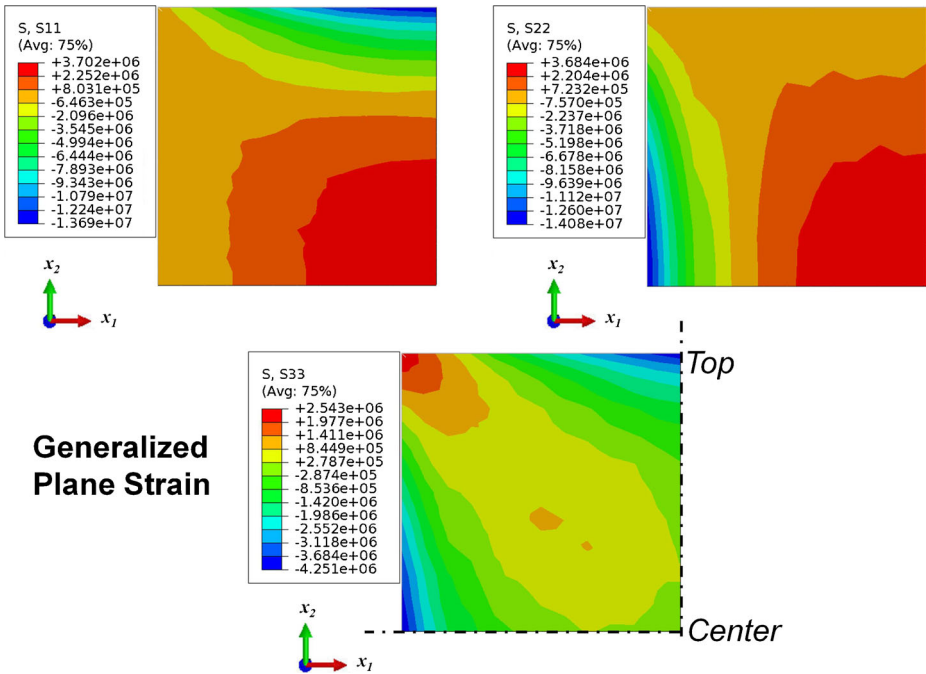 S, S11
(Avg: 75%)
+3.702e+06
+2.252e+06
+8.031e+05
-6.463e+05
-2.096e+06
-3.545e+06
-4.994e+06
-6.444e+06
-7.893e+06
-9.343e+06
-1.079e+07
-1.224e+07
-1.369e+07
x2
x1
S, S22
(Avg: 75%)
+3.684e+06
+2.204e+06
+7.232e+05
-7.570e+05
-2.237e+06
-3.718e+06
-5.198e+06
-6.678e+06
-8.158e+06
-9.639e+06
-1.112e+07
-1.260e+07
-1.408e+07
x2
x1
Generalized
Plane Strain
S, S33
(Avg: 75%)
+2.543e+06
+1.977e+06
+1.411e+06
+8.449e+05
+2.787e+05
-2.874e+05
-8.536e+05
-1.420e+06
-1.986e+06
-2.552e+06
-3.118e+06
-3.684e+06
-4.251e+06
x2
x1
Top
Center